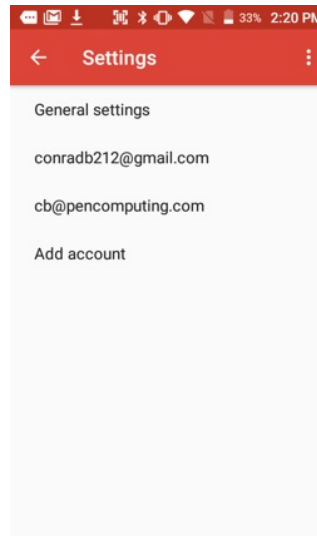 33% 2:20 PM
Settings
General settings
conradb212@gmail.com
cb@pencomputing.com
Add account